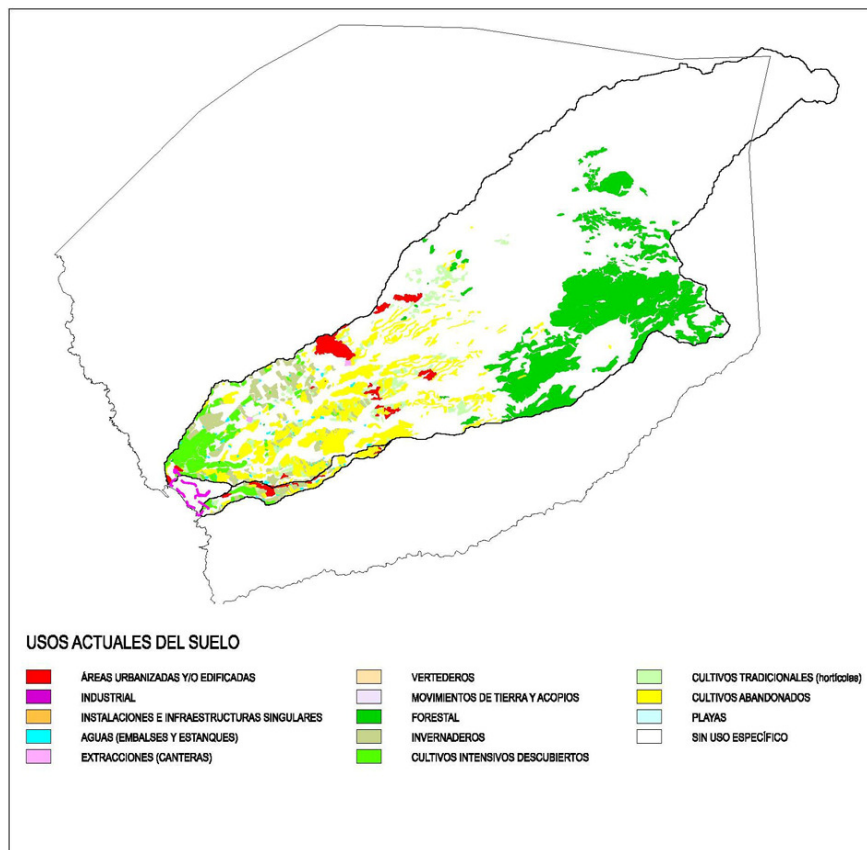 USOS ACTUALES DEL SUELO
ÁREAS URBANIZADAS Y/O EDIFICADAS
INDUSTRIAL
INSTALACIONES E INFRAESTRUCTURAS SINGULARES
AGUAS (EMBALSES Y ESTANQUES)
EXTRACCIONES (CANTERAS)
VERTEDEROS
MOVIMIENTOS DE TIERRA Y ACOPIOS
FORESTAL
INVERNADEROS
CULTIVOS INTENSIVOS DESCUBIERTOS
CULTIVOS TRADICIONALES (hortícolas)
CULTIVOS ABANDONADOS
PLAYAS
SIN USO ESPECÍFICO